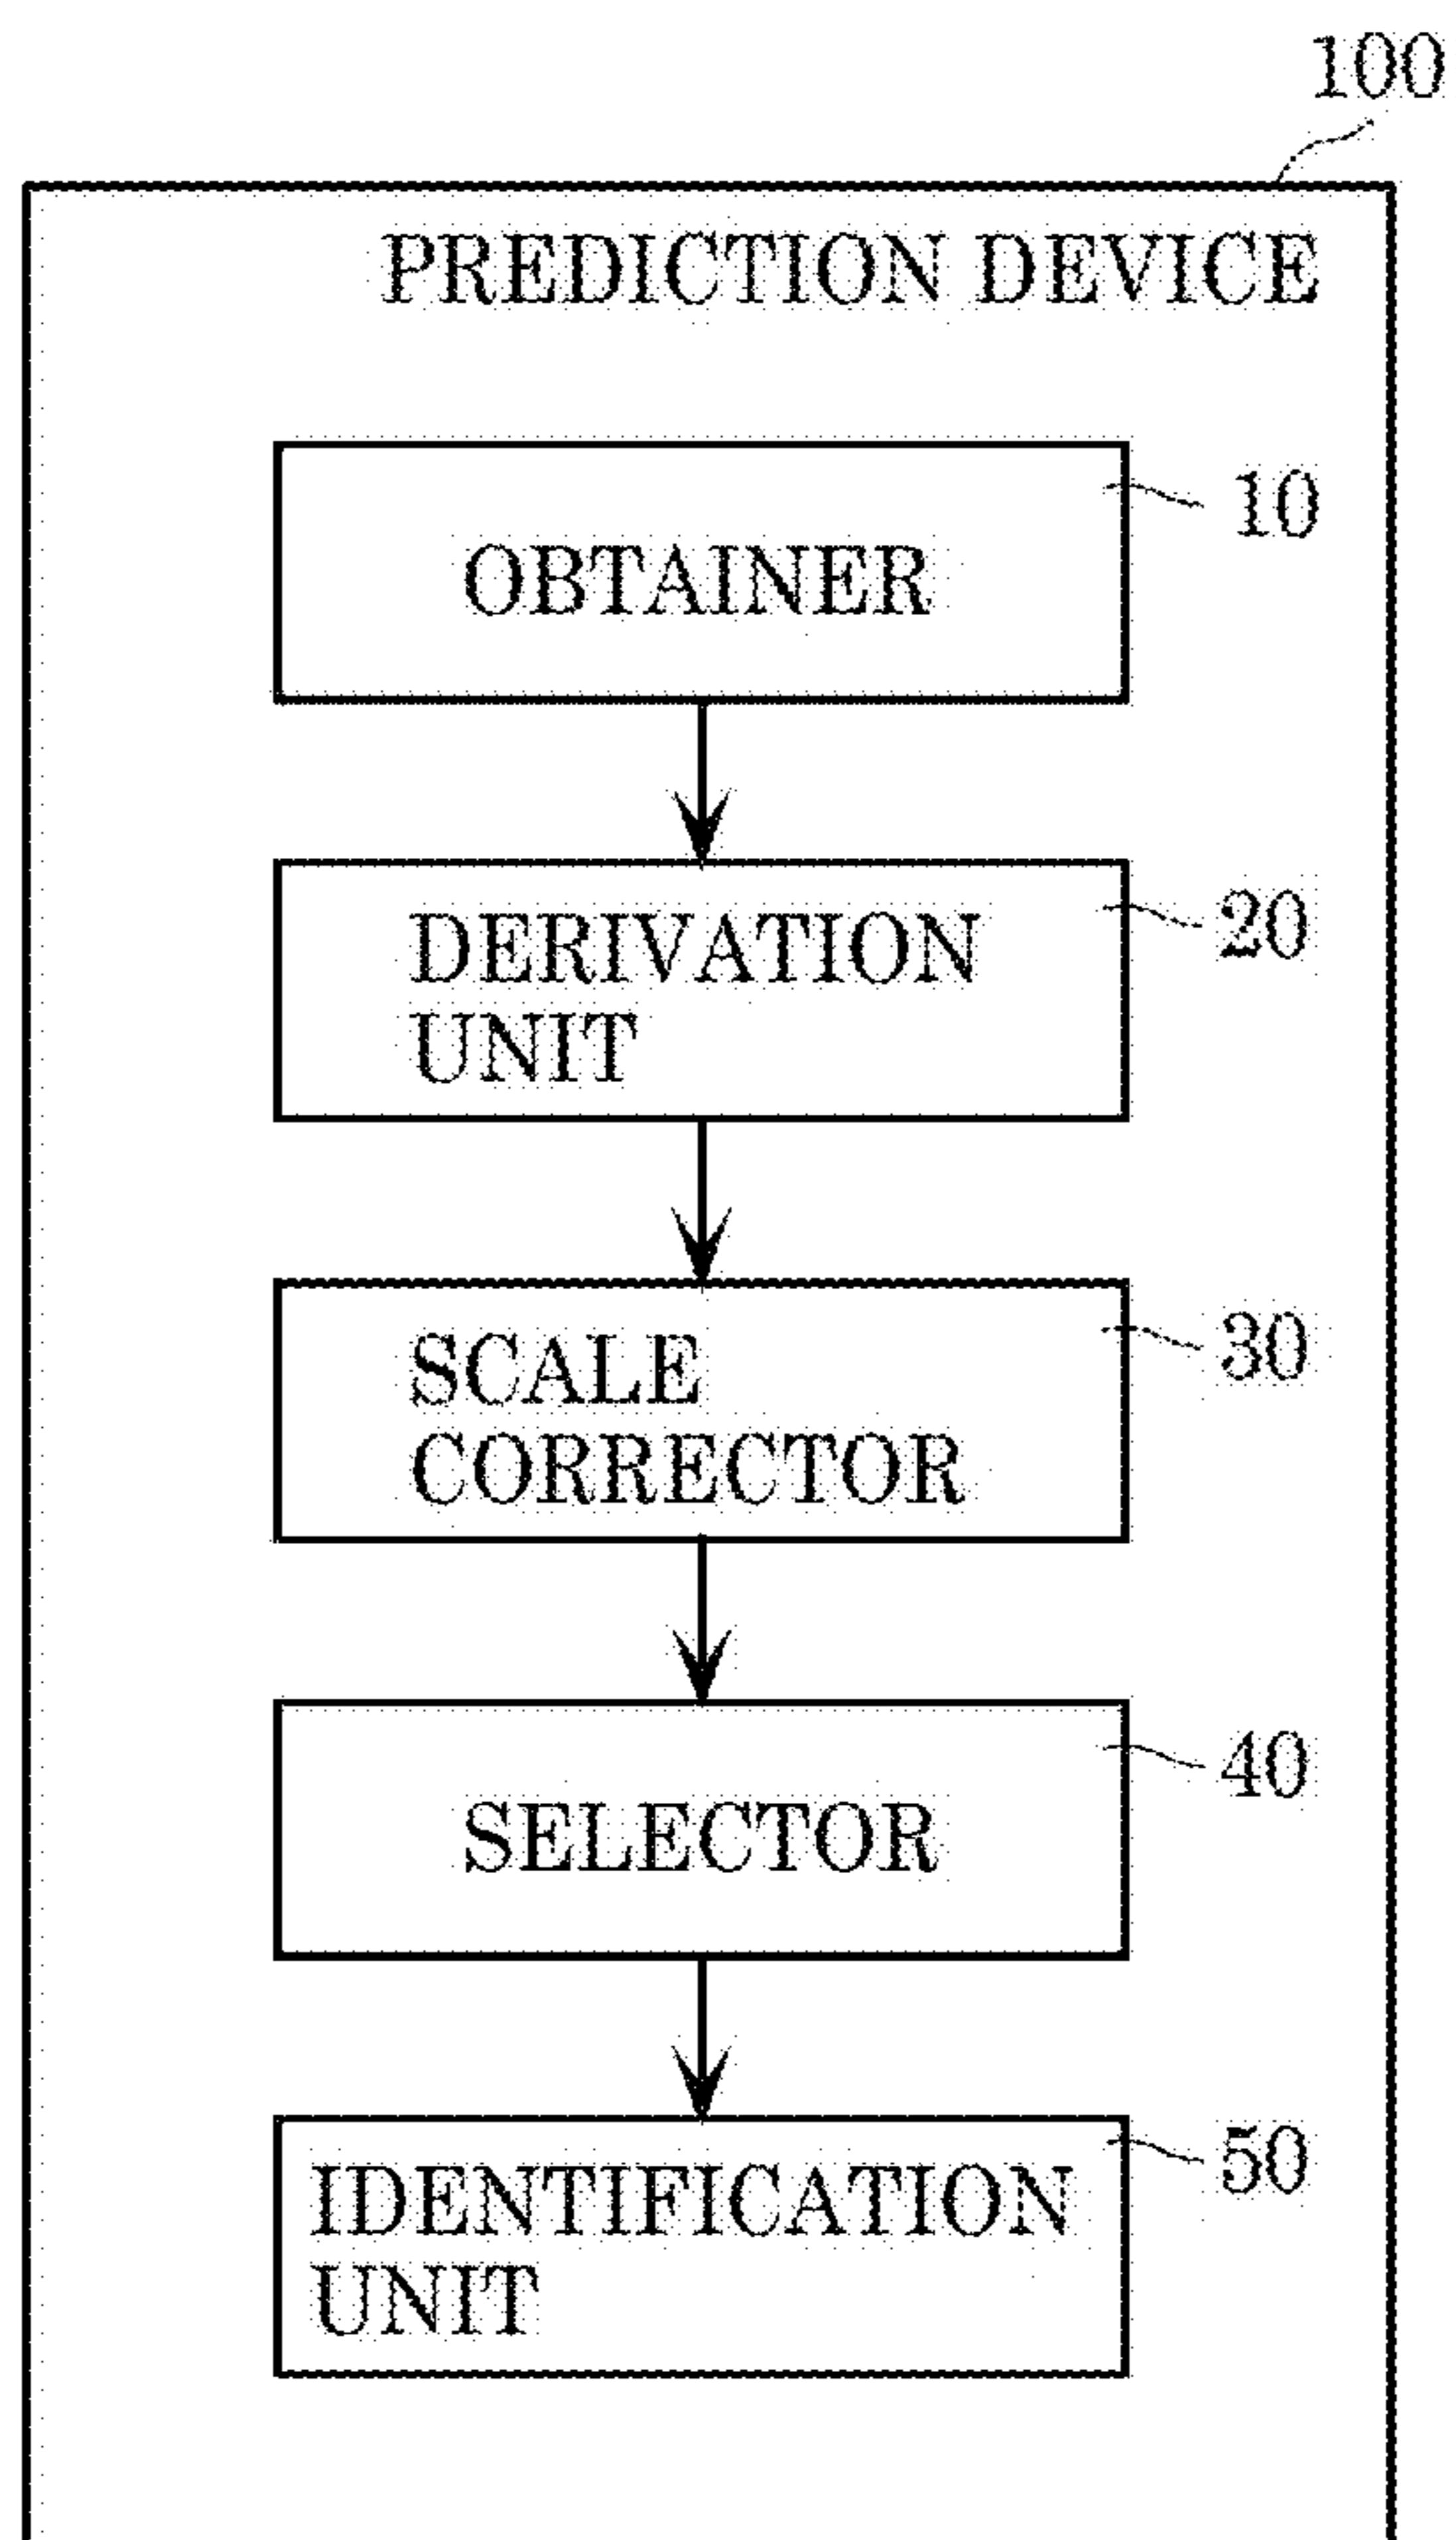 100
PREDICTION DEVICE
10
OBTAINER
20
DERIVATION
UNIT
30
SCALE
CORRECTOR
40
SELECTOR
50
IDENTIFICATION
UNIT